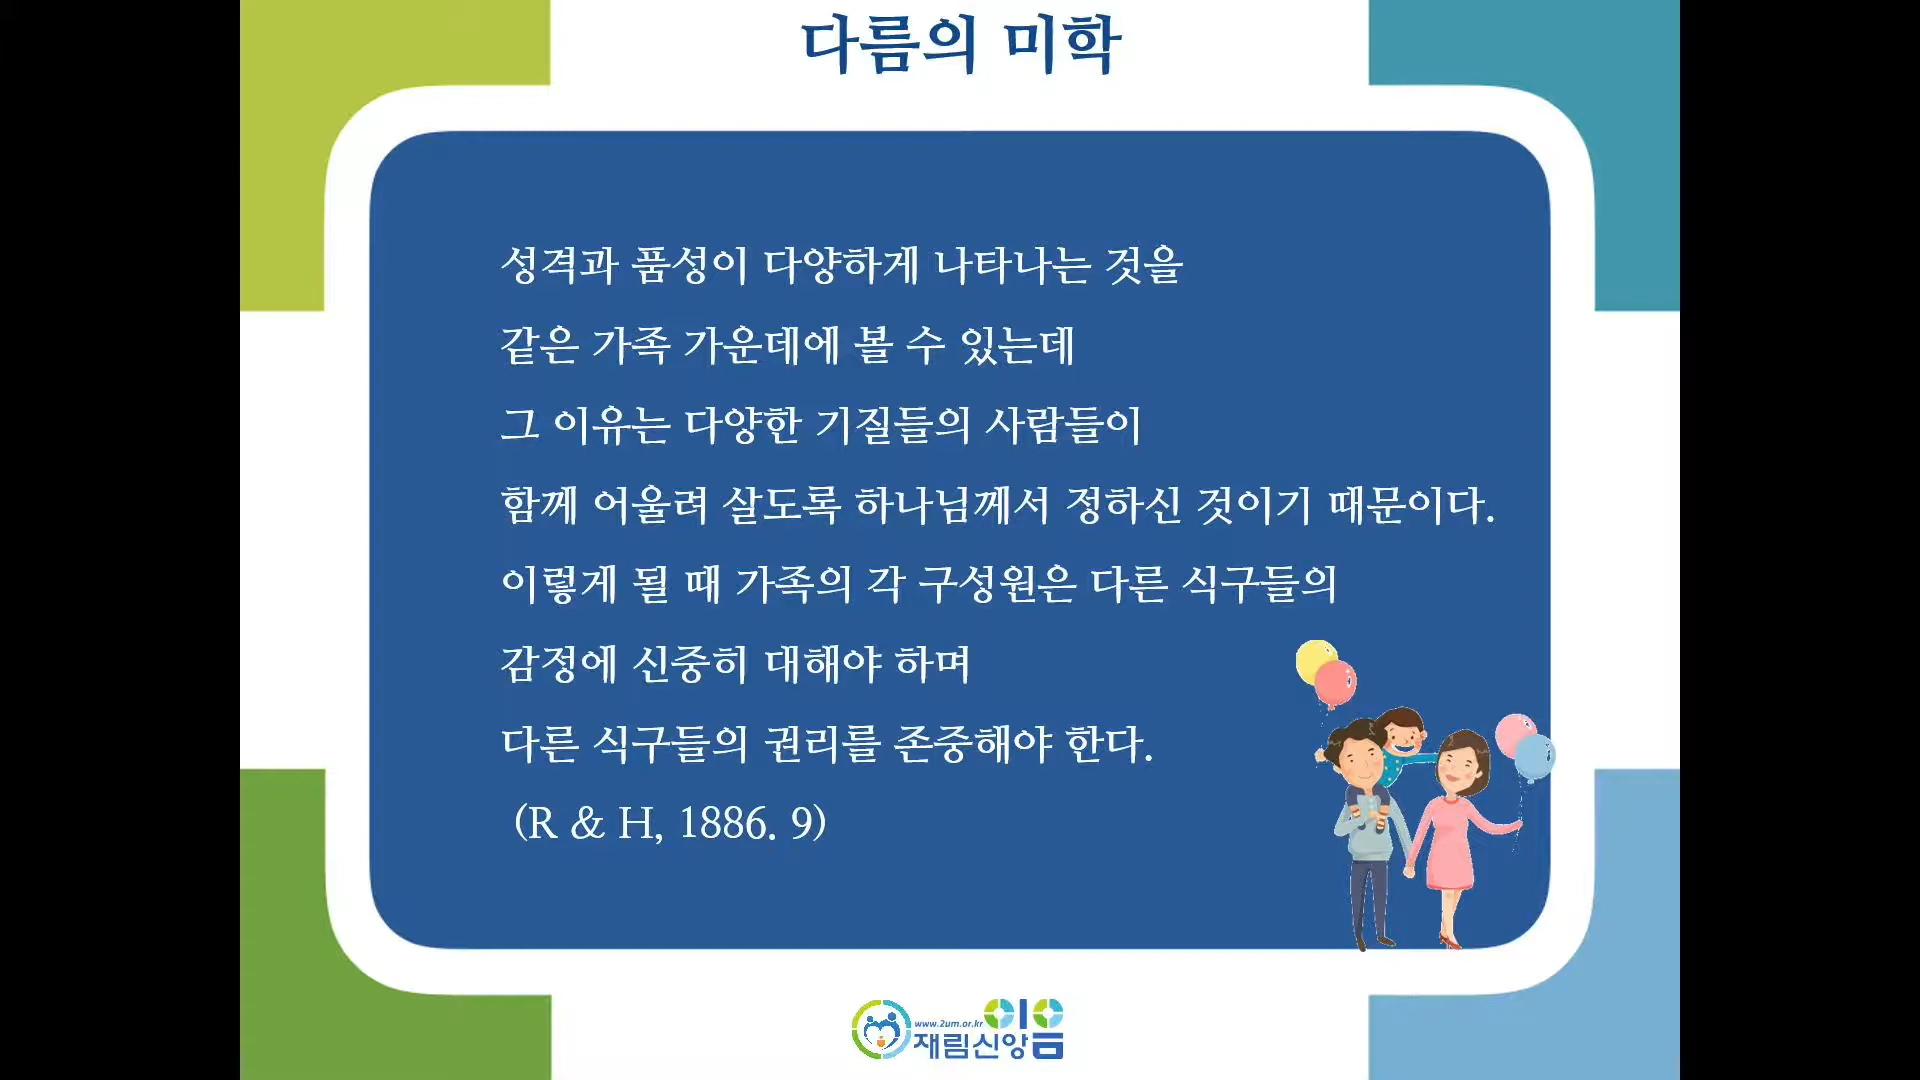 다름의 미학
성격과 품성이 다양하게 나타나는 것을
같은 가족 가운데에 볼 수 있는데
그 이유는 다양한 기질들의 사람들이
함께 어울려 살도록 하나님께서 정하신 것이기 때문이다.
이렇게 될 때 가족의 각 구성원은 다른 식구들의
감정에 신중히 대해야 하며
다른 식구들의 권리를 존중해야 한다.
(R & H, 1886. 9)
www.2um.or.kr
재림신앙이음